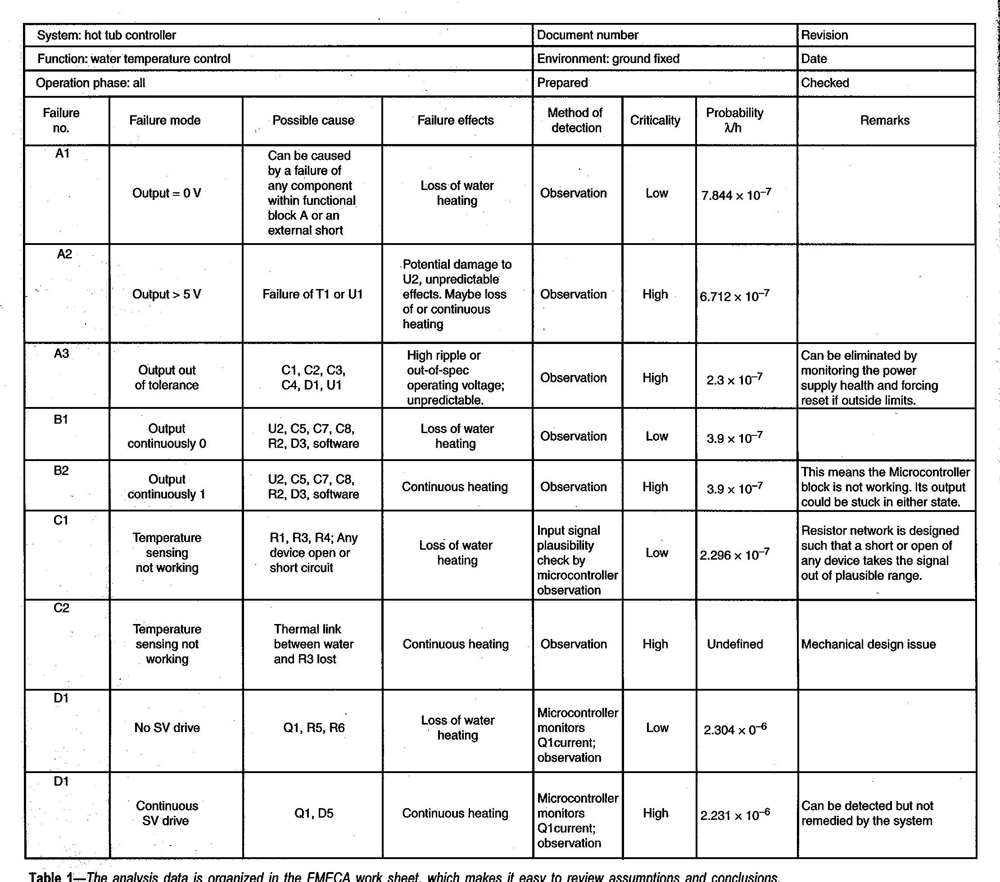 System: hot tub controller
Document number
Revision
Function: water temperature control
Environment: ground fixed
Date
Operation phase: all
Prepared
Checked
Failure
no.
Failure mode
Possible cause
Failure effects
Method of
detection
Criticality
Probability
λ/h
Remarks
A1
Output = 0 V
Can be caused
by a failure of
any component
within functional
block A or an
external short
Loss of water
heating
Observation
Low
7.844 × 10⁻⁷
A2
Output > 5 V
Failure of T1 or U1
Potential damage to
U2, unpredictable
effects. Maybe loss
of or continuous
heating
Observation
High
6.712 × 10⁻⁷
A3
Output out
of tolerance
C1, C2, C3,
C4, D1, U1
High ripple or
out-of-spec
operating voltage;
unpredictable.
Observation
High
2.3 × 10⁻⁷
Can be eliminated by
monitoring the power
supply health and forcing
reset if outside limits.
B1
Output
continuously 0
U2, C5, C7, C8,
R2, D3, software
Loss of water
heating
Observation
Low
3.9 × 10⁻⁷
B2
Output
continuously 1
U2, C5, C7, C8,
R2, D3, software
Continuous heating
Observation
High
3.9 × 10⁻⁷
This means the Microcontroller
block is not working. Its output
could be stuck in either state.
C1
Temperature
sensing
not working
R1, R3, R4; Any
device open or
short circuit
Loss of water
heating
Input signal
plausibility
check by
microcontroller
observation
Low
2.296 × 10⁻⁷
Resistor network is designed
such that a short or open of
any device takes the signal
out of plausible range.
C2
Temperature
sensing not
working
Thermal link
between water
and R3 lost
Continuous heating
Observation
High
Undefined
Mechanical design issue
D1
No SV drive
Q1, R5, R6
Loss of water
heating
Microcontroller
monitors
Q1current;
observation
Low
2.304 × 0⁻⁶
D1
Continuous
SV drive
Q1, D5
Continuous heating
Microcontroller
monitors
Q1current;
observation
High
2.231 × 10⁻⁶
Can be detected but not
remedied by the system
Table 1—The analysis data is organized in the FMECA work sheet, which makes it easy to review assumptions and conclusions.